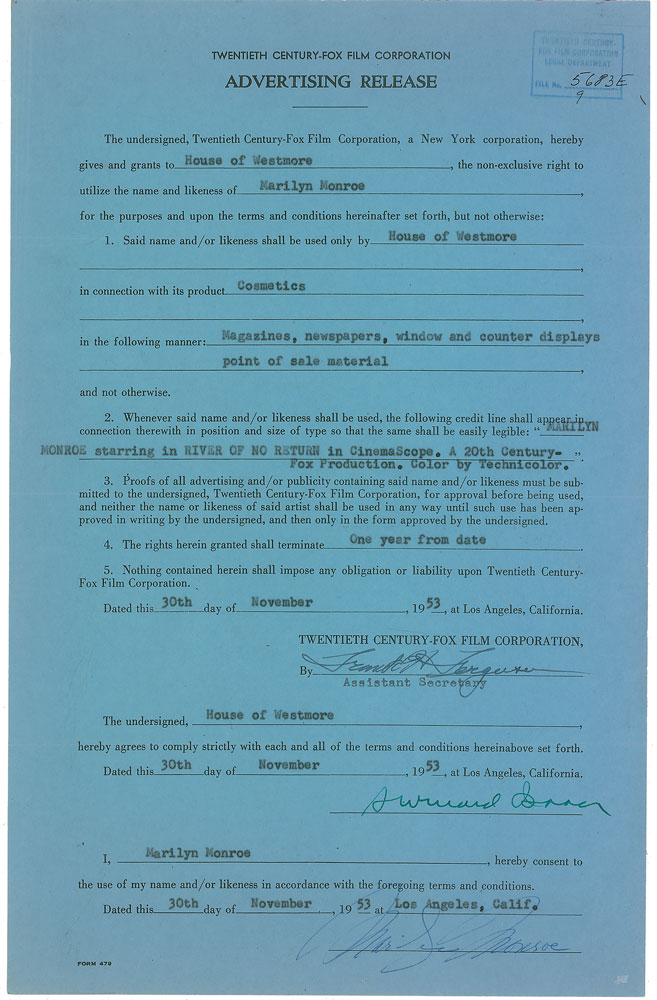 TWENTIETH CENTURY-FOX FILM CORPORATION
ADVERTISING RELEASE
TWENTIETH CENTURY-
FOX FILM CORPORATION
LEGAL DEPARTMENT
FILE No. 5683E
9
The undersigned, Twentieth Century-Fox Film Corporation, a New York corporation, hereby
gives and grants to House of Westmore, the non-exclusive right to
utilize the name and likeness of Marilyn Monroe,
for the purposes and upon the terms and conditions hereinafter set forth, but not otherwise:
1. Said name and/or likeness shall be used only by House of Westmore
,
in connection with its product Cosmetics
,
in the following manner: Magazines, newspapers, window and counter displays
point of sale material,
and not otherwise.
2. Whenever said name and/or likeness shall be used, the following credit line shall appear in
connection therewith in position and size of type so that the same shall be easily legible: “ MARILYN
MONROE starring in RIVER OF NO RETURN in CinemaScope. A 20th Century- ”
Fox Production. Color by Technicolor.
3. Proofs of all advertising and/or publicity containing said name and/or likeness must be sub-
mitted to the undersigned, Twentieth Century-Fox Film Corporation, for approval before being used,
and neither the name or likeness of said artist shall be used in any way until such use has been ap-
proved in writing by the undersigned, and then only in the form approved by the undersigned.
4. The rights herein granted shall terminate One year from date.
5. Nothing contained herein shall impose any obligation or liability upon Twentieth Century-
Fox Film Corporation.
Dated this 30th day of November, 1953, at Los Angeles, California.
TWENTIETH CENTURY-FOX FILM CORPORATION,
By Frank H Ferguson
Assistant Secretary
The undersigned, House of Westmore,
hereby agrees to comply strictly with each and all of the terms and conditions hereinabove set forth.
Dated this 30th day of November, 1953, at Los Angeles, California.
I, Marilyn Monroe, hereby consent to
the use of my name and/or likeness in accordance with the foregoing terms and conditions.
Dated this 30th day of November, 1953 at Los Angeles, Calif.
Marilyn Monroe
FORM 479